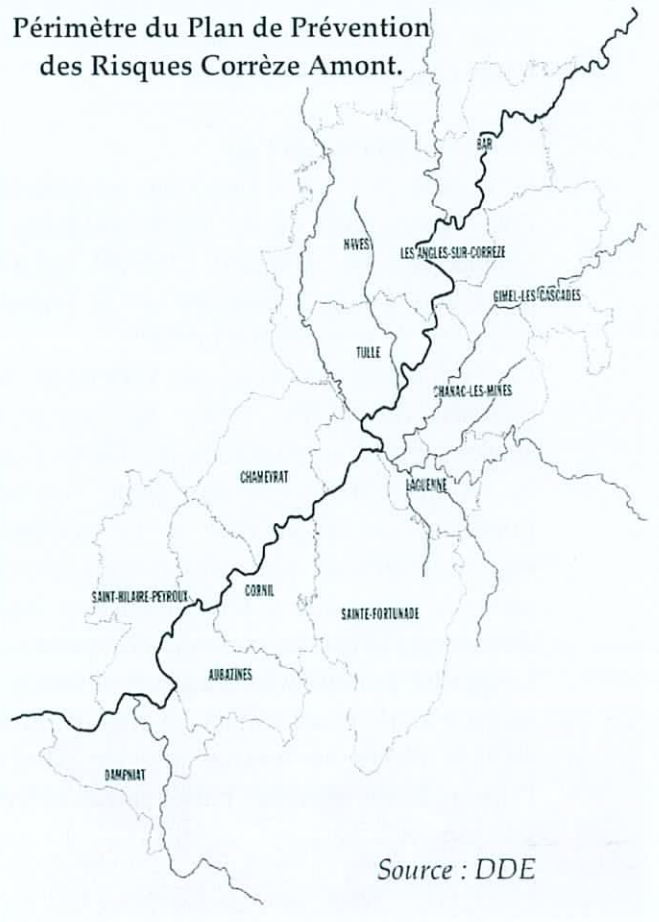 Périmètre du Plan de Prévention
des Risques Corrèze Amont.
BAR
NAVES
LES ANGLES-SUR-CORREZE
GIMEL-LES-CASCADES
TULLE
CHANAC-LES-MINES
CHAMEYRAT
LAGUENNE
SAINT-HILAIRE-PEYROUX
CORNIL
SAINTE-FORTUNADE
AUBAZINES
DAMPNIAT
Source : DDE